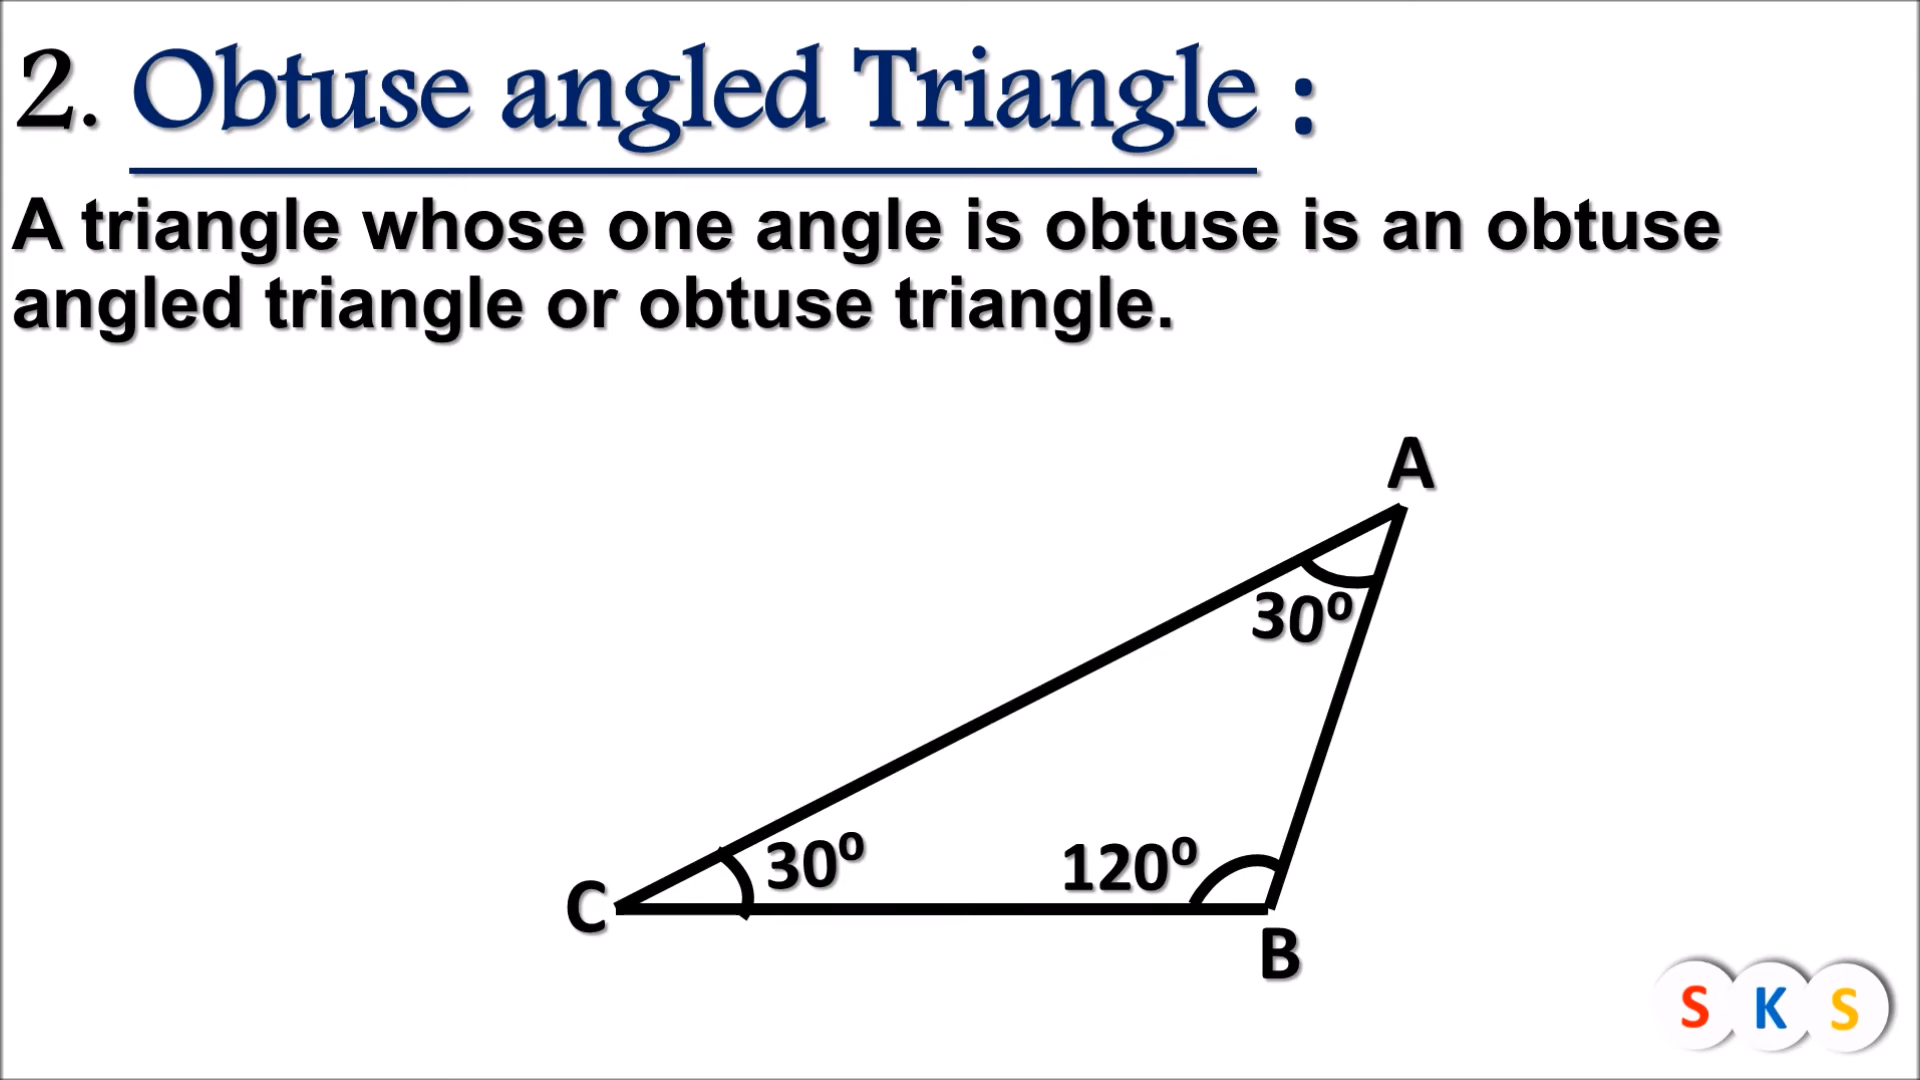 2. Obtuse angled Triangle :
A triangle whose one angle is obtuse is an obtuse
angled triangle or obtuse triangle.
A
30⁰
30⁰
120⁰
C
B
S K S